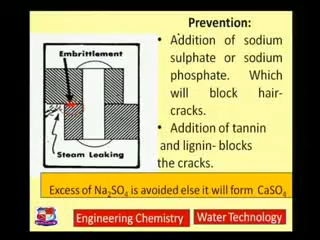 Prevention:
• Addition of sodium
sulphate or sodium
phosphate. Which
will block hair-
cracks.
• Addition of tannin
and lignin- blocks
the cracks.
Embrittlement
Steam Leaking
Excess of Na₂SO₄ is avoided else it will form CaSO₄
Engineering Chemistry
Water Technology